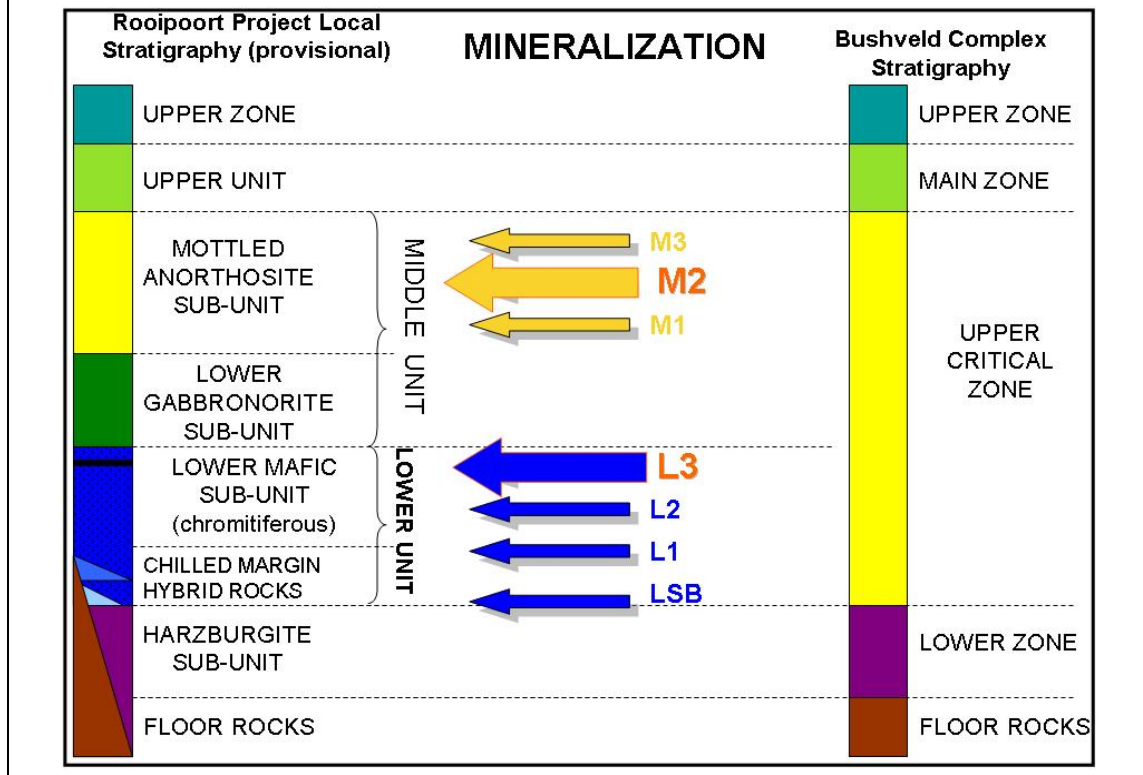 Rooipoort Project Local
Stratigraphy (provisional)
MINERALIZATION
Bushveld Complex
Stratigraphy
UPPER ZONE
UPPER UNIT
MOTTLED
ANORTHOSITE
SUB-UNIT
LOWER
GABBRONORITE
SUB-UNIT
MIDDLE UNIT
LOWER MAFIC
SUB-UNIT
(chromitiferous)
CHILLED MARGIN
HYBRID ROCKS
LOWER UNIT
HARZBURGITE
SUB-UNIT
FLOOR ROCKS
M3
M2
M1
L3
L2
L1
LSB
UPPER ZONE
MAIN ZONE
UPPER
CRITICAL
ZONE
LOWER ZONE
FLOOR ROCKS